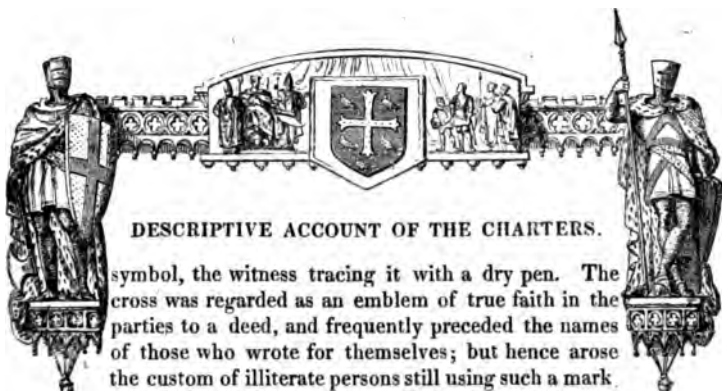 DESCRIPTIVE ACCOUNT OF THE CHARTERS.
symbol, the witness tracing it with a dry pen. The
cross was regarded as an emblem of true faith in the
parties to a deed, and frequently preceded the names
of those who wrote for themselves; but hence arose
the custom of illiterate persons still using such a mark